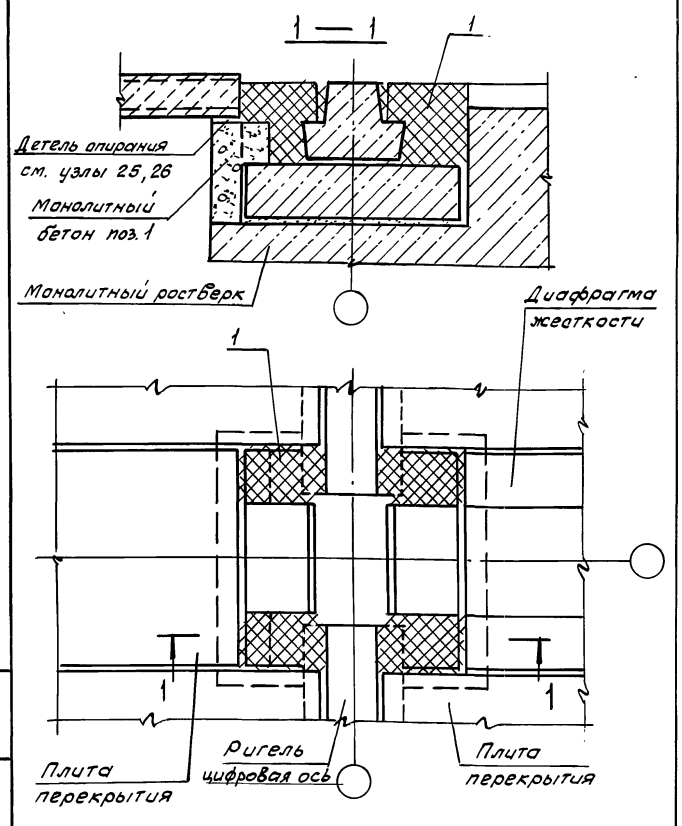 1 — 1
1
Детель опирания
см. узлы 25, 26
Монолитный
бетон поз. 1
Монолитный ростверк
Диафрагма
жесткости
1
1
1
Плита
перекрытия
Ригель
цифровая ось
Плита
перекрытия